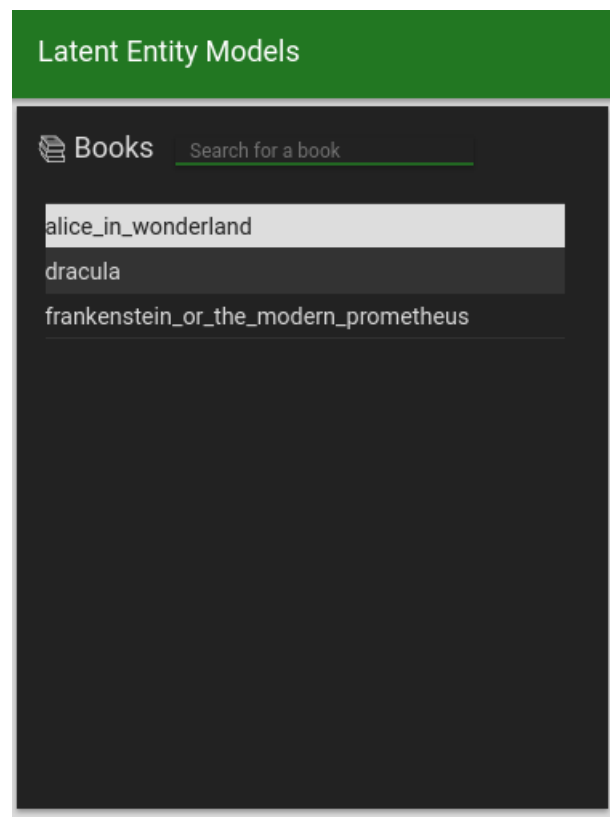 Latent Entity Models
Books Search for a book
alice_in_wonderland
dracula
frankenstein_or_the_modern_prometheus